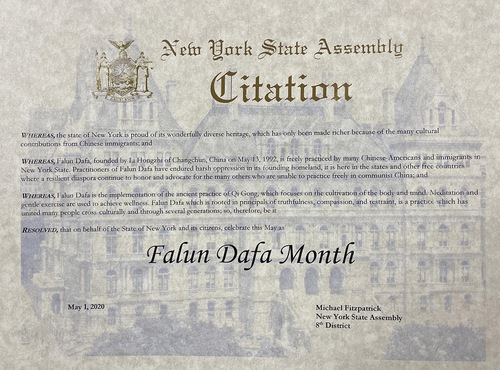 New York State Assembly
Citation
WHEREAS, the state of New York is proud of its wonderfully diverse heritage, which has only been made richer because of the many cultural
contributions from Chinese immigrants; and
WHEREAS, Falun Dafa, founded by Li Hongzhi of Changchun, China on May 13, 1992, is freely practiced by many Chinese-Americans and immigrants in
New York State. Practitioners of Falun Dafa have endured harsh oppression in its founding homeland, it is here in the states and other free countries
where a resilient diaspora continue to honor and advocate for the many others who are unable to practice freely in communist China; and
WHEREAS, Falun Dafa is the implementation of the ancient practice of Qi Gong, which focuses on the cultivation of the body and mind. Meditation and
gentle exercise are used to achieve wellness. Falun Dafa which is rooted in principals of truthfulness, compassion, and restraint, is a practice which has
united many people cross culturally and through several generations; so, therefore, be it
RESOLVED, that on behalf of the State of New York and its citizens, celebrate this May as
Falun Dafa Month
May 1, 2020
Michael Fitzpatrick
New York State Assembly
8th District